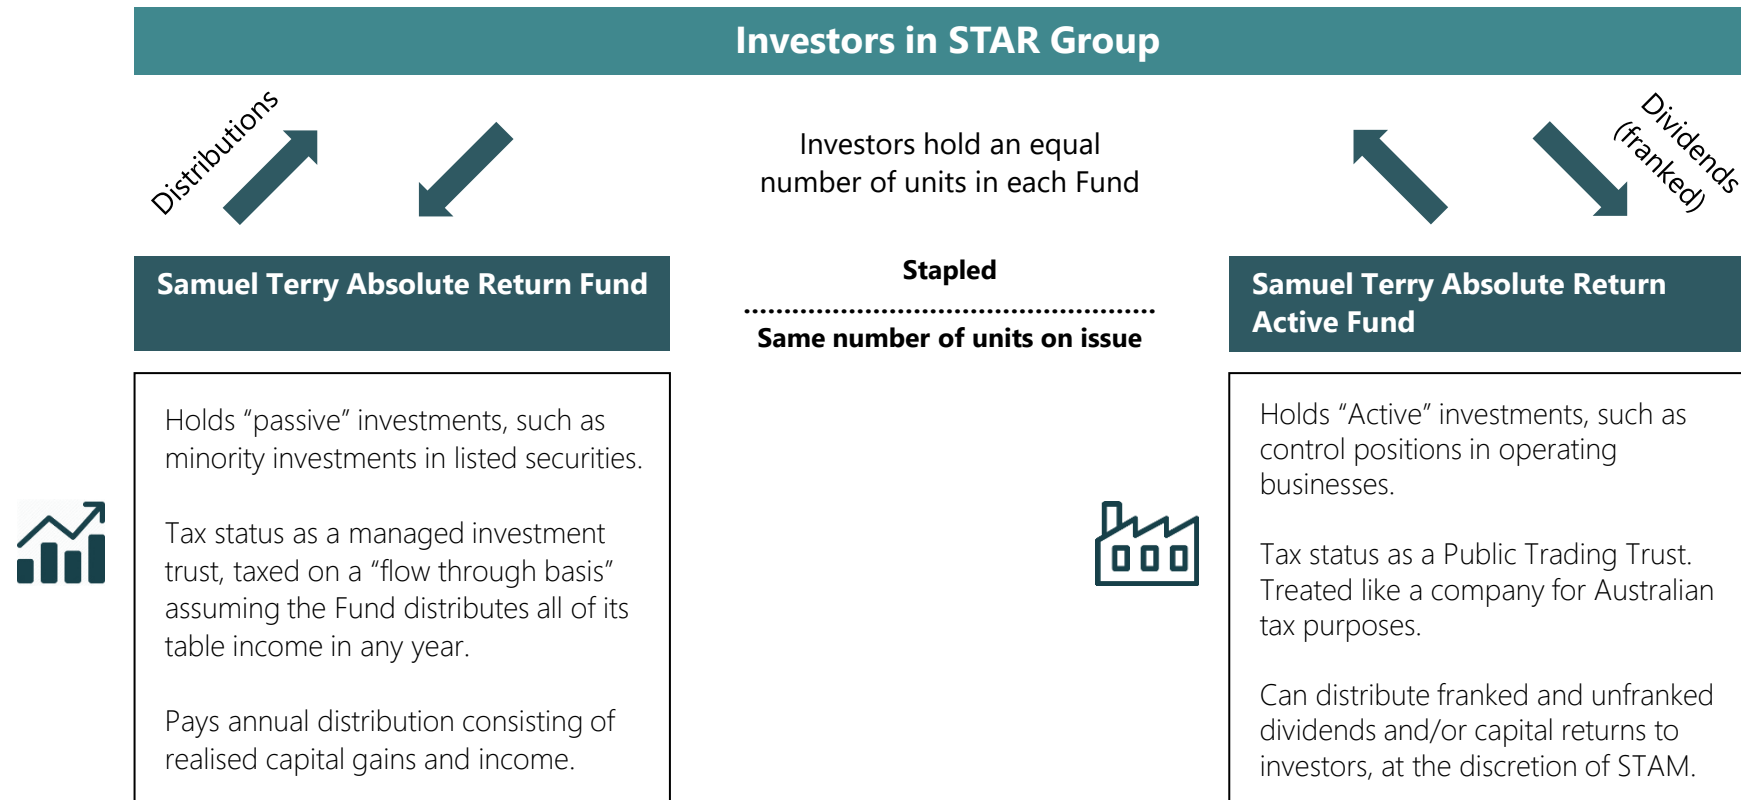 Investors in STAR Group
Distributions
Investors hold an equal
number of units in each Fund
Dividends
(franked)
Samuel Terry Absolute Return Fund
Stapled
Same number of units on issue
Samuel Terry Absolute Return
Active Fund
Holds “passive” investments, such as
minority investments in listed securities.
Tax status as a managed investment
trust, taxed on a “flow through basis”
assuming the Fund distributes all of its
table income in any year.
Pays annual distribution consisting of
realised capital gains and income.
Holds “Active” investments, such as
control positions in operating
businesses.
Tax status as a Public Trading Trust.
Treated like a company for Australian
tax purposes.
Can distribute franked and unfranked
dividends and/or capital returns to
investors, at the discretion of STAM.